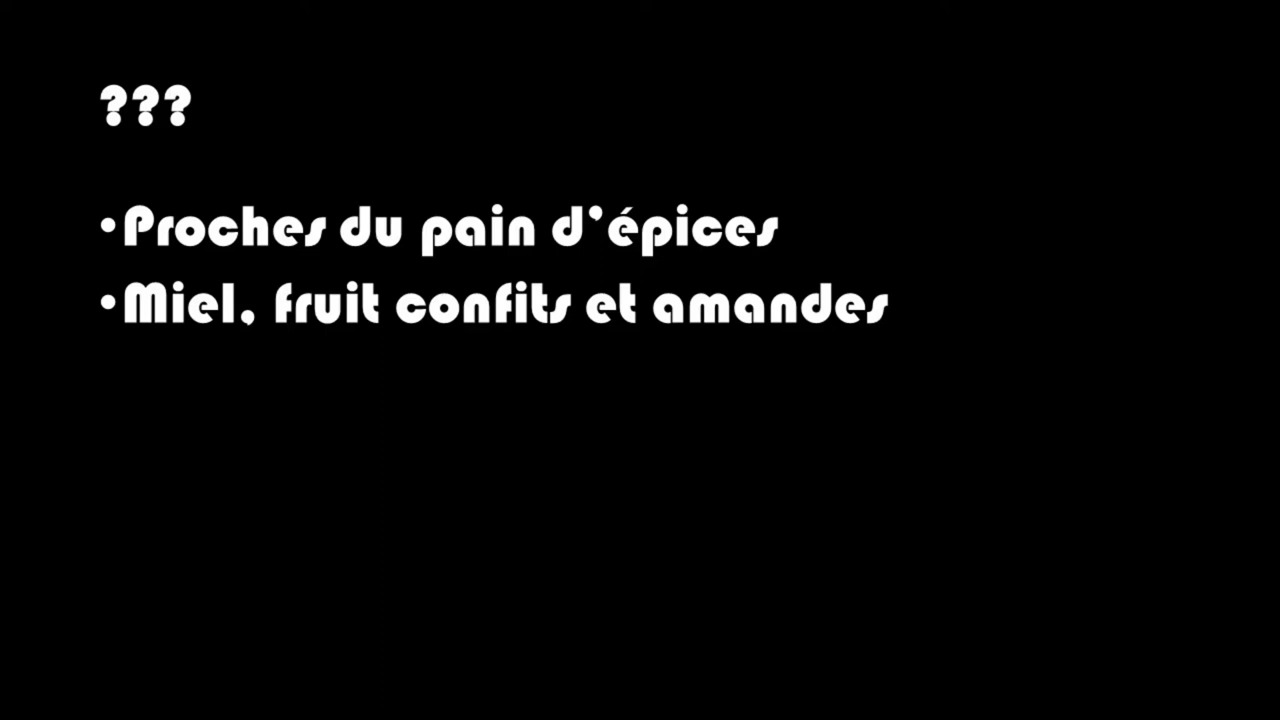 ???
•Proches du pain d’épices
•Miel, fruit confits et amandes